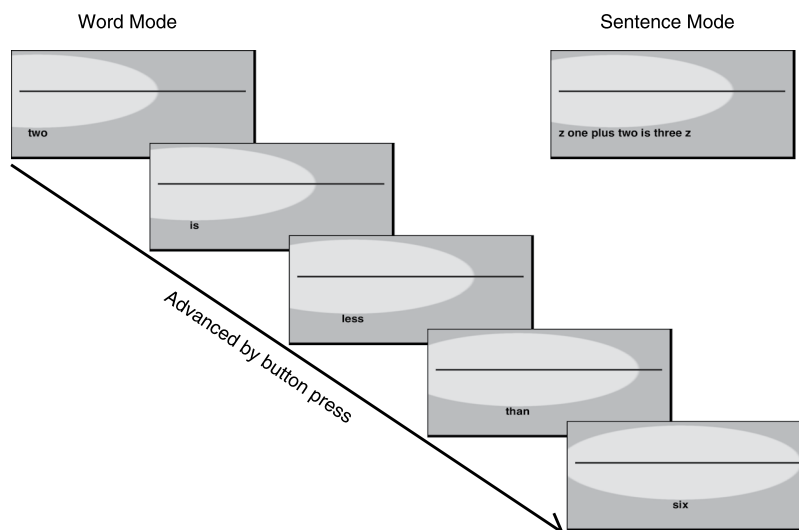 Word Mode
Sentence Mode
two
z one plus two is three z
is
less
Advanced by button press
than
six